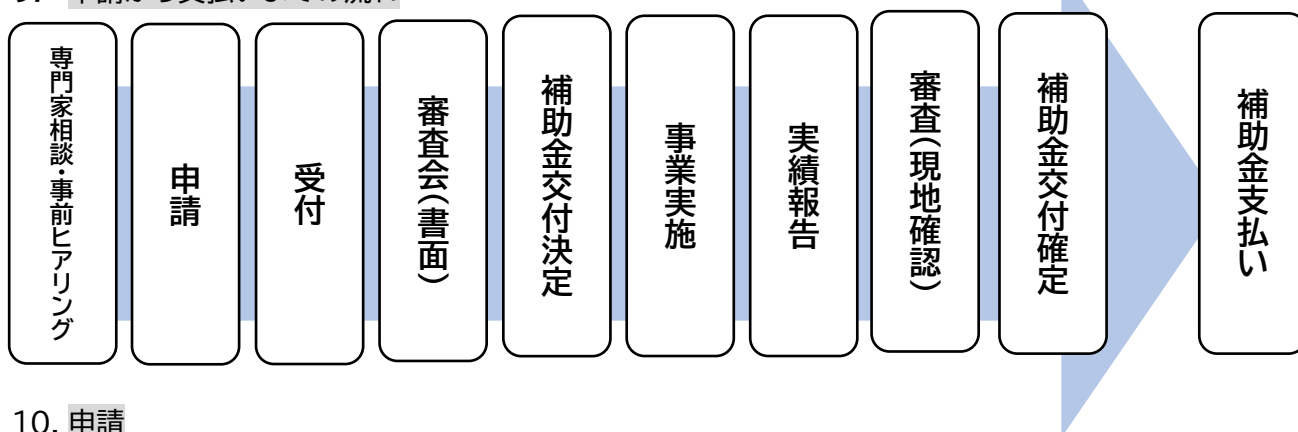 専門家相談・事前ヒアリング
申請
受付
審査会(書面)
補助金交付決定
事業実施
実績報告
審査(現地確認)
補助金交付確定
補助金支払い
10. 申請